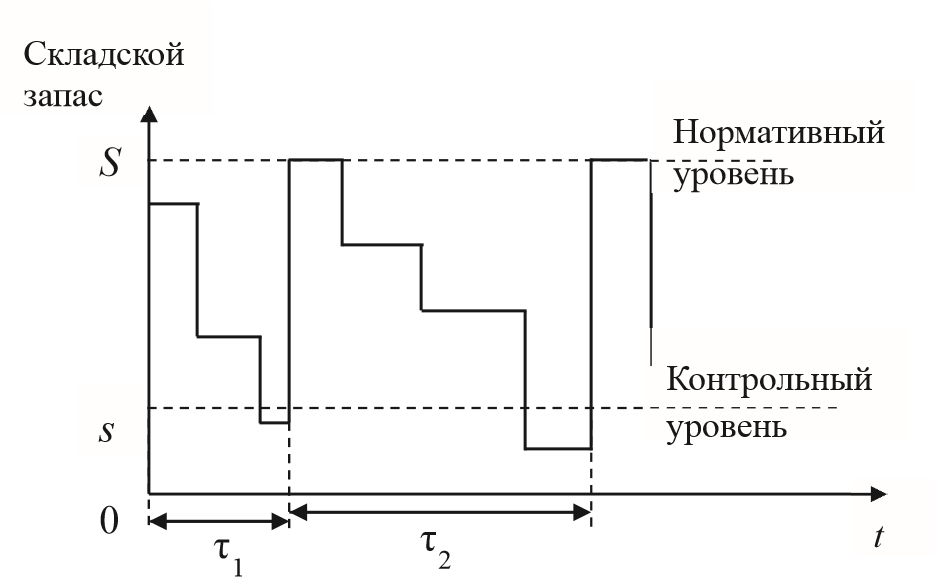 Складской
запас
Нормативный
S
уровень
Контрольный
s
уровень
0
τ1
τ2
t